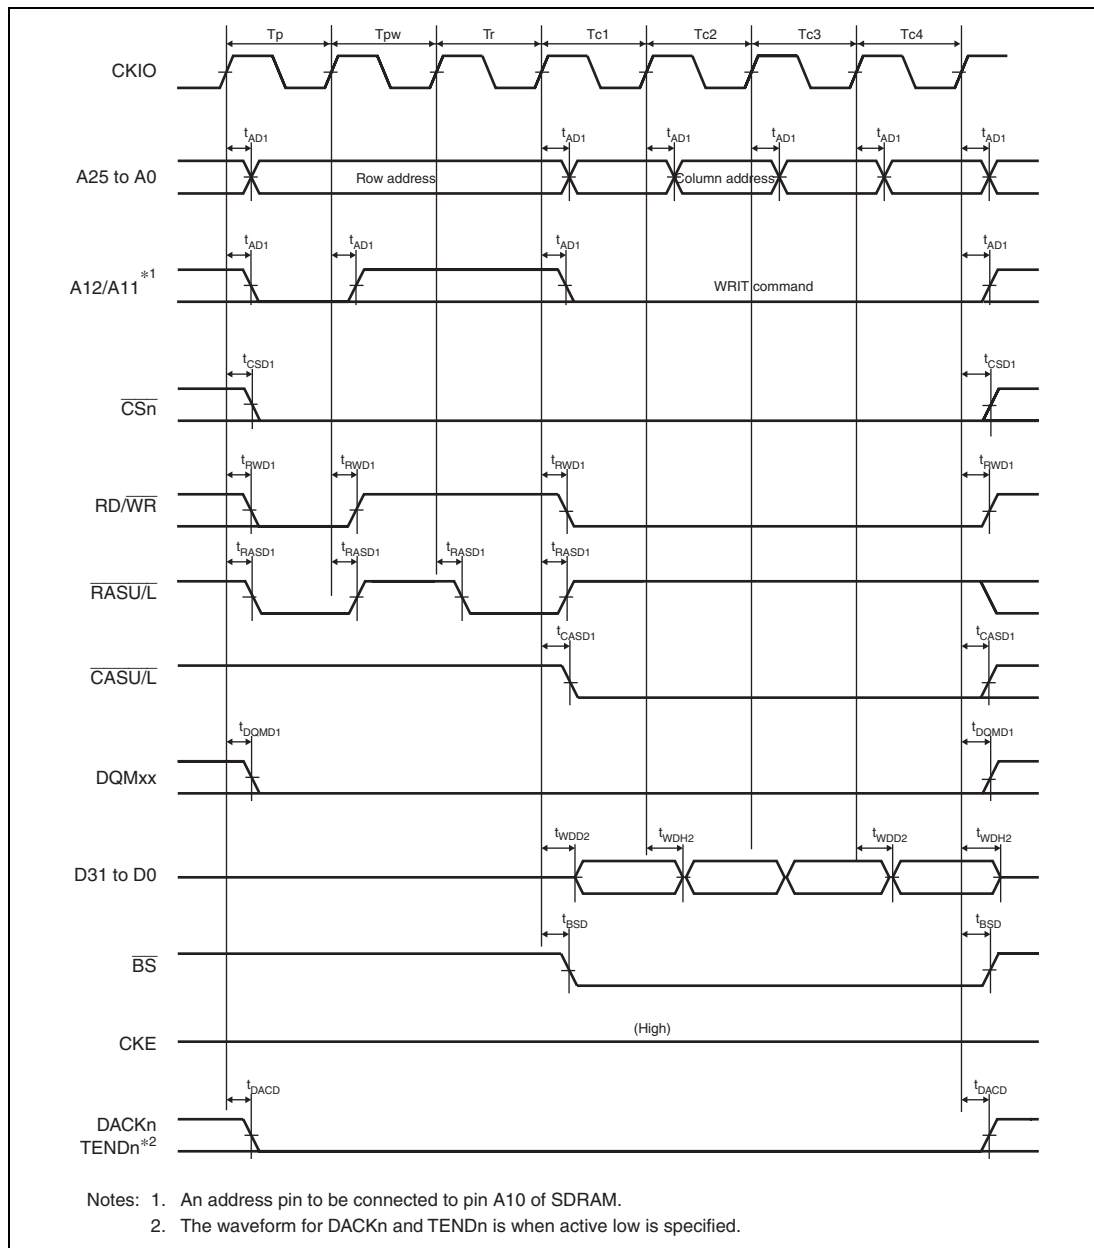 Tp Tpw Tr Tc1 Tc2 Tc3 Tc4
CKIO
tAD1 tAD1 tAD1 tAD1 tAD1 tAD1
A25 to A0 Row address Column address
tAD1 tAD1 tAD1 tAD1
A12/A11*1 WRIT command
tCSD1 tCSD1
CSn
tRWD1 tRWD1 tRWD1 tRWD1
RD/WR
tRASD1 tRASD1 tRASD1 tRASD1
RASU/L
tCASD1 tCASD1
CASU/L
tDQMD1 tDQMD1
DQMxx
tWDD2 tWDH2 tWDD2 tWDH2
D31 to D0
tBSD tBSD
BS
(High)
CKE
tDACD tDACD
DACKn
TENDn*2
Notes: 1. An address pin to be connected to pin A10 of SDRAM.
2. The waveform for DACKn and TENDn is when active low is specified.